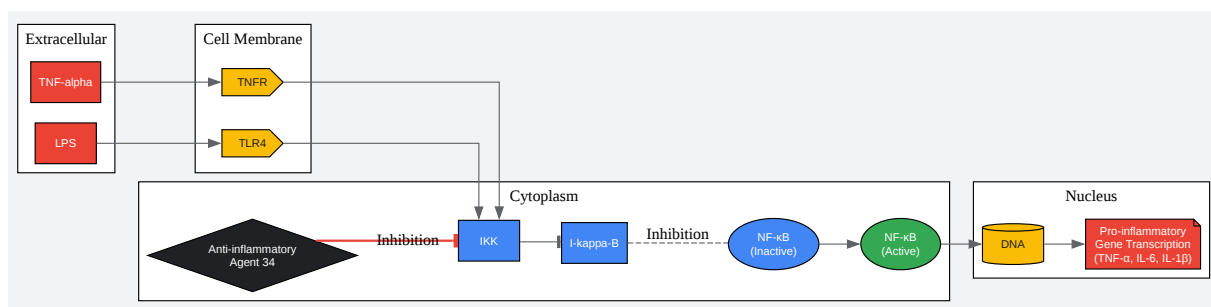 Extracellular
Cell Membrane
TNF-alpha
TNFR
LPS
TLR4
Cytoplasm
Nucleus
Anti-inflammatory
Agent 34
Inhibition
IKK
I-kappa-B
Inhibition
NF-κB
(Inactive)
NF-κB
(Active)
DNA
Pro-inflammatory
Gene Transcription
(TNF-α, IL-6, IL-1β)